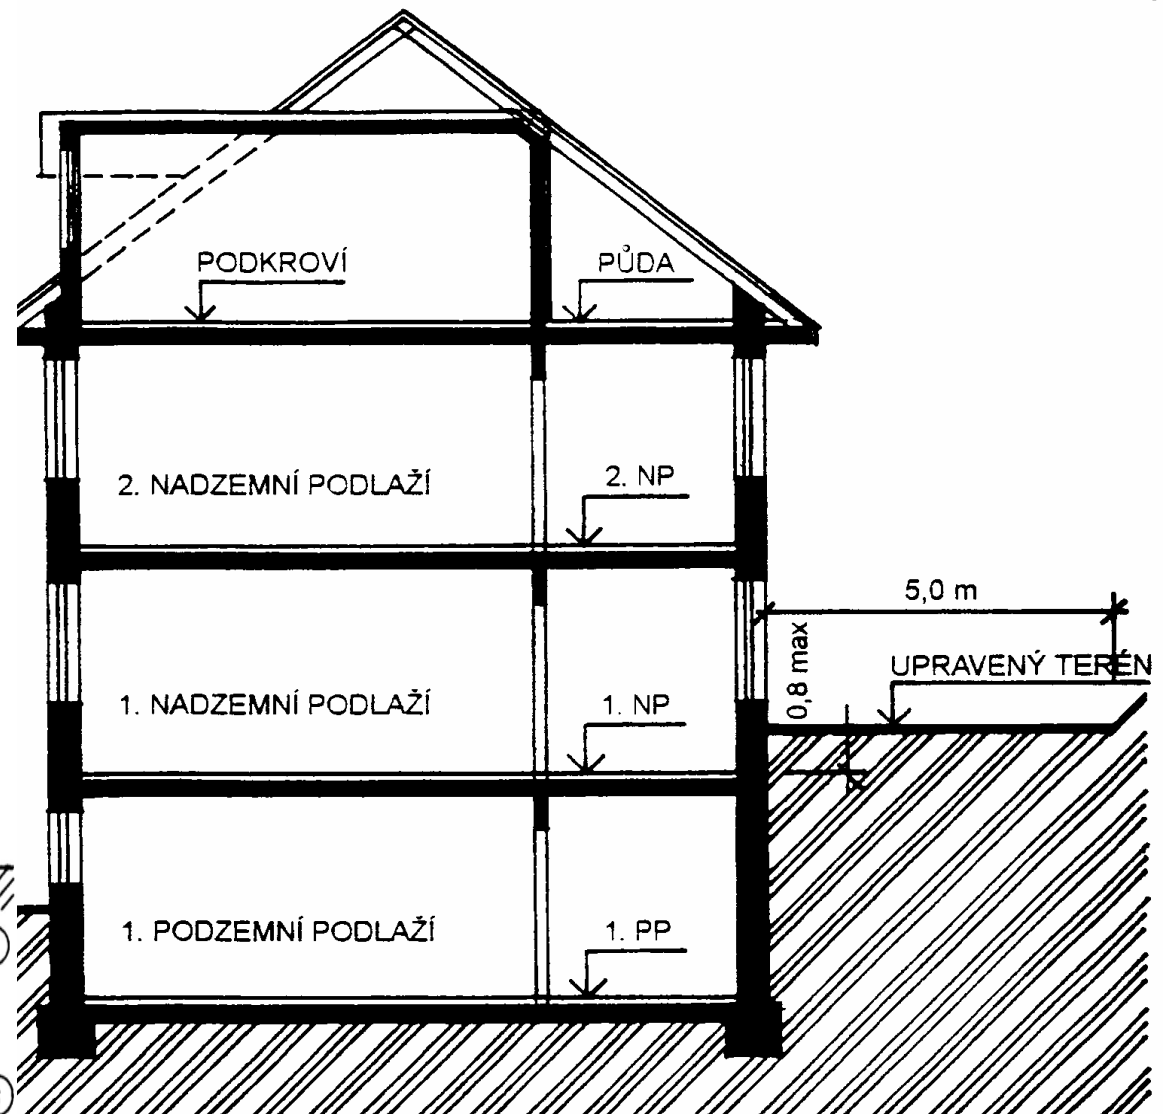 PODKROVÍ
PŮDA
2. NADZEMNÍ PODLAŽÍ
2. NP
5,0 m
0,8 max
UPRAVENÝ TERÉN
1. NADZEMNÍ PODLAŽÍ
1. NP
1. PODZEMNÍ PODLAŽÍ
1. PP